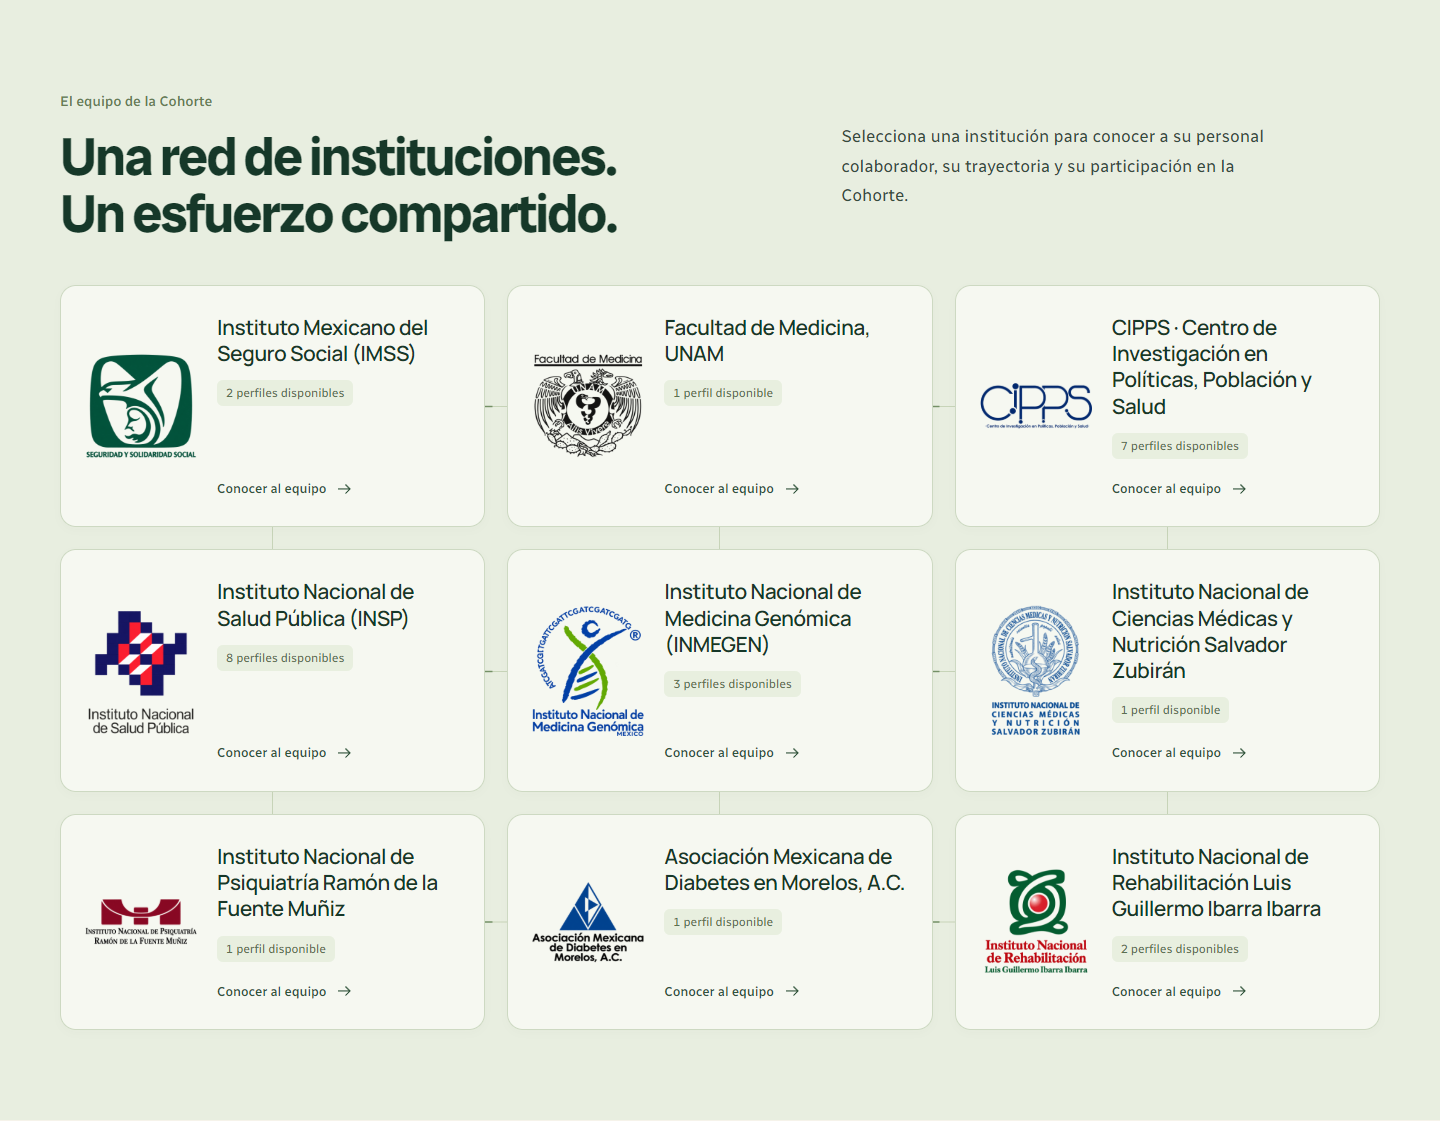 El equipo de la Cohorte
Una red de instituciones.
Un esfuerzo compartido.
Selecciona una institución para conocer a su personal
colaborador, su trayectoria y su participación en la
Cohorte.
SEGURIDAD Y SOLIDARIDAD SOCIAL
Instituto Mexicano del
Seguro Social (IMSS)
2 perfiles disponibles
Conocer al equipo →
Facultad de Medicina
U.N.A.M.
Aliis Vivere
Facultad de Medicina,
UNAM
1 perfil disponible
Conocer al equipo →
CiPPS
Centro de Investigación en Políticas, Población y Salud
CIPPS · Centro de
Investigación en
Políticas, Población y
Salud
7 perfiles disponibles
Conocer al equipo →
Instituto Nacional
de Salud Pública
Instituto Nacional de
Salud Pública (INSP)
8 perfiles disponibles
Conocer al equipo →
®
Instituto Nacional de
Medicina Genómica
MÉXICO
Instituto Nacional de
Medicina Genómica
(INMEGEN)
3 perfiles disponibles
Conocer al equipo →
INSTITUTO NACIONAL DE
CIENCIAS MÉDICAS
Y NUTRICIÓN
SALVADOR ZUBIRÁN
Instituto Nacional de
Ciencias Médicas y
Nutrición Salvador
Zubirán
1 perfil disponible
Conocer al equipo →
INSTITUTO NACIONAL DE PSIQUIATRÍA
RAMÓN DE LA FUENTE MUÑIZ
Instituto Nacional de
Psiquiatría Ramón de la
Fuente Muñiz
1 perfil disponible
Conocer al equipo →
Asociación Mexicana
de Diabetes en
Morelos, A.C.
Asociación Mexicana de
Diabetes en Morelos, A.C.
1 perfil disponible
Conocer al equipo →
Instituto Nacional
de Rehabilitación
Luis Guillermo Ibarra Ibarra
Instituto Nacional de
Rehabilitación Luis
Guillermo Ibarra Ibarra
2 perfiles disponibles
Conocer al equipo →